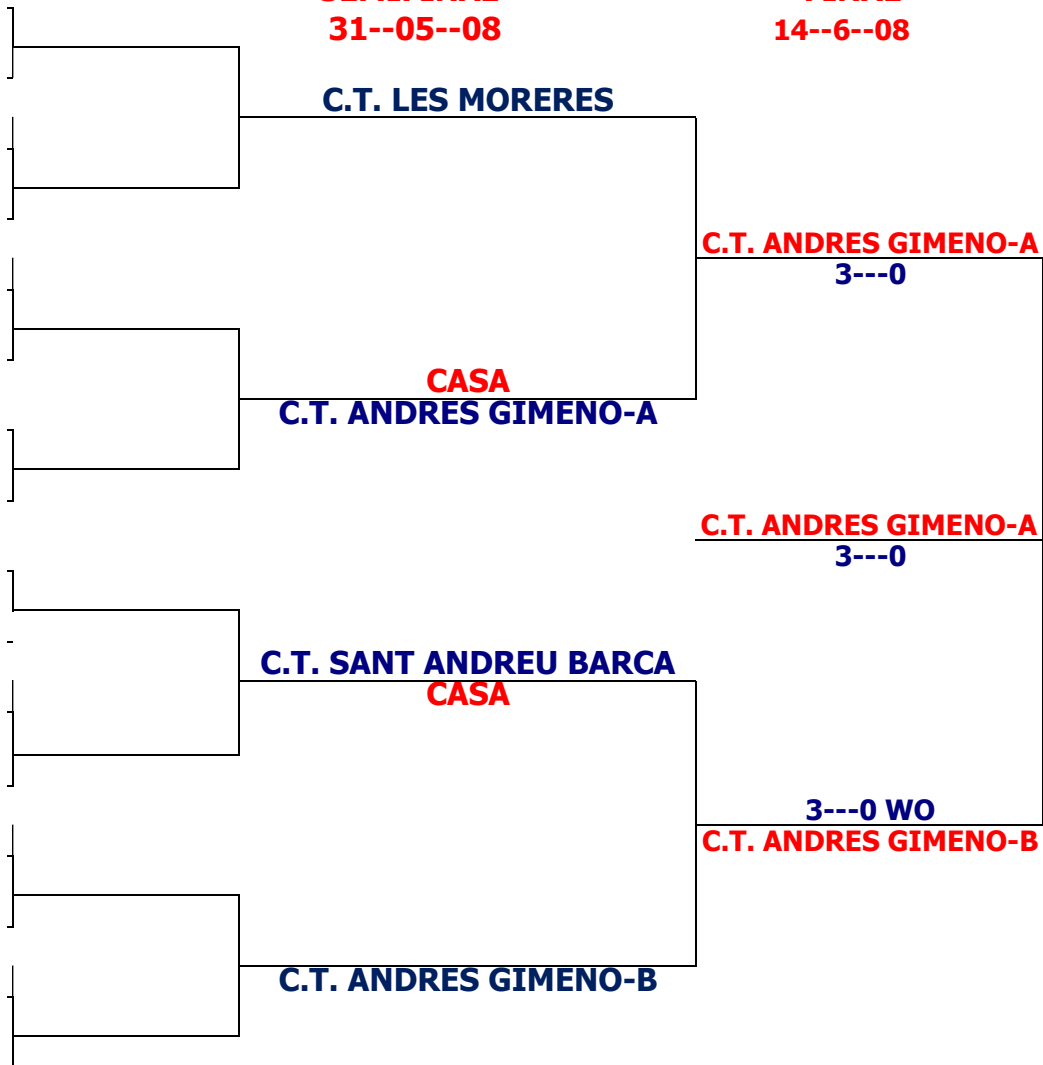 31--05--08
14--6--08
C.T. LES MORERES
C.T. ANDRES GIMENO-A
3---0
CASA
C.T. ANDRES GIMENO-A
C.T. ANDRES GIMENO-A
3---0
C.T. SANT ANDREU BARCA
CASA
3---0 WO
C.T. ANDRES GIMENO-B
C.T. ANDRES GIMENO-B